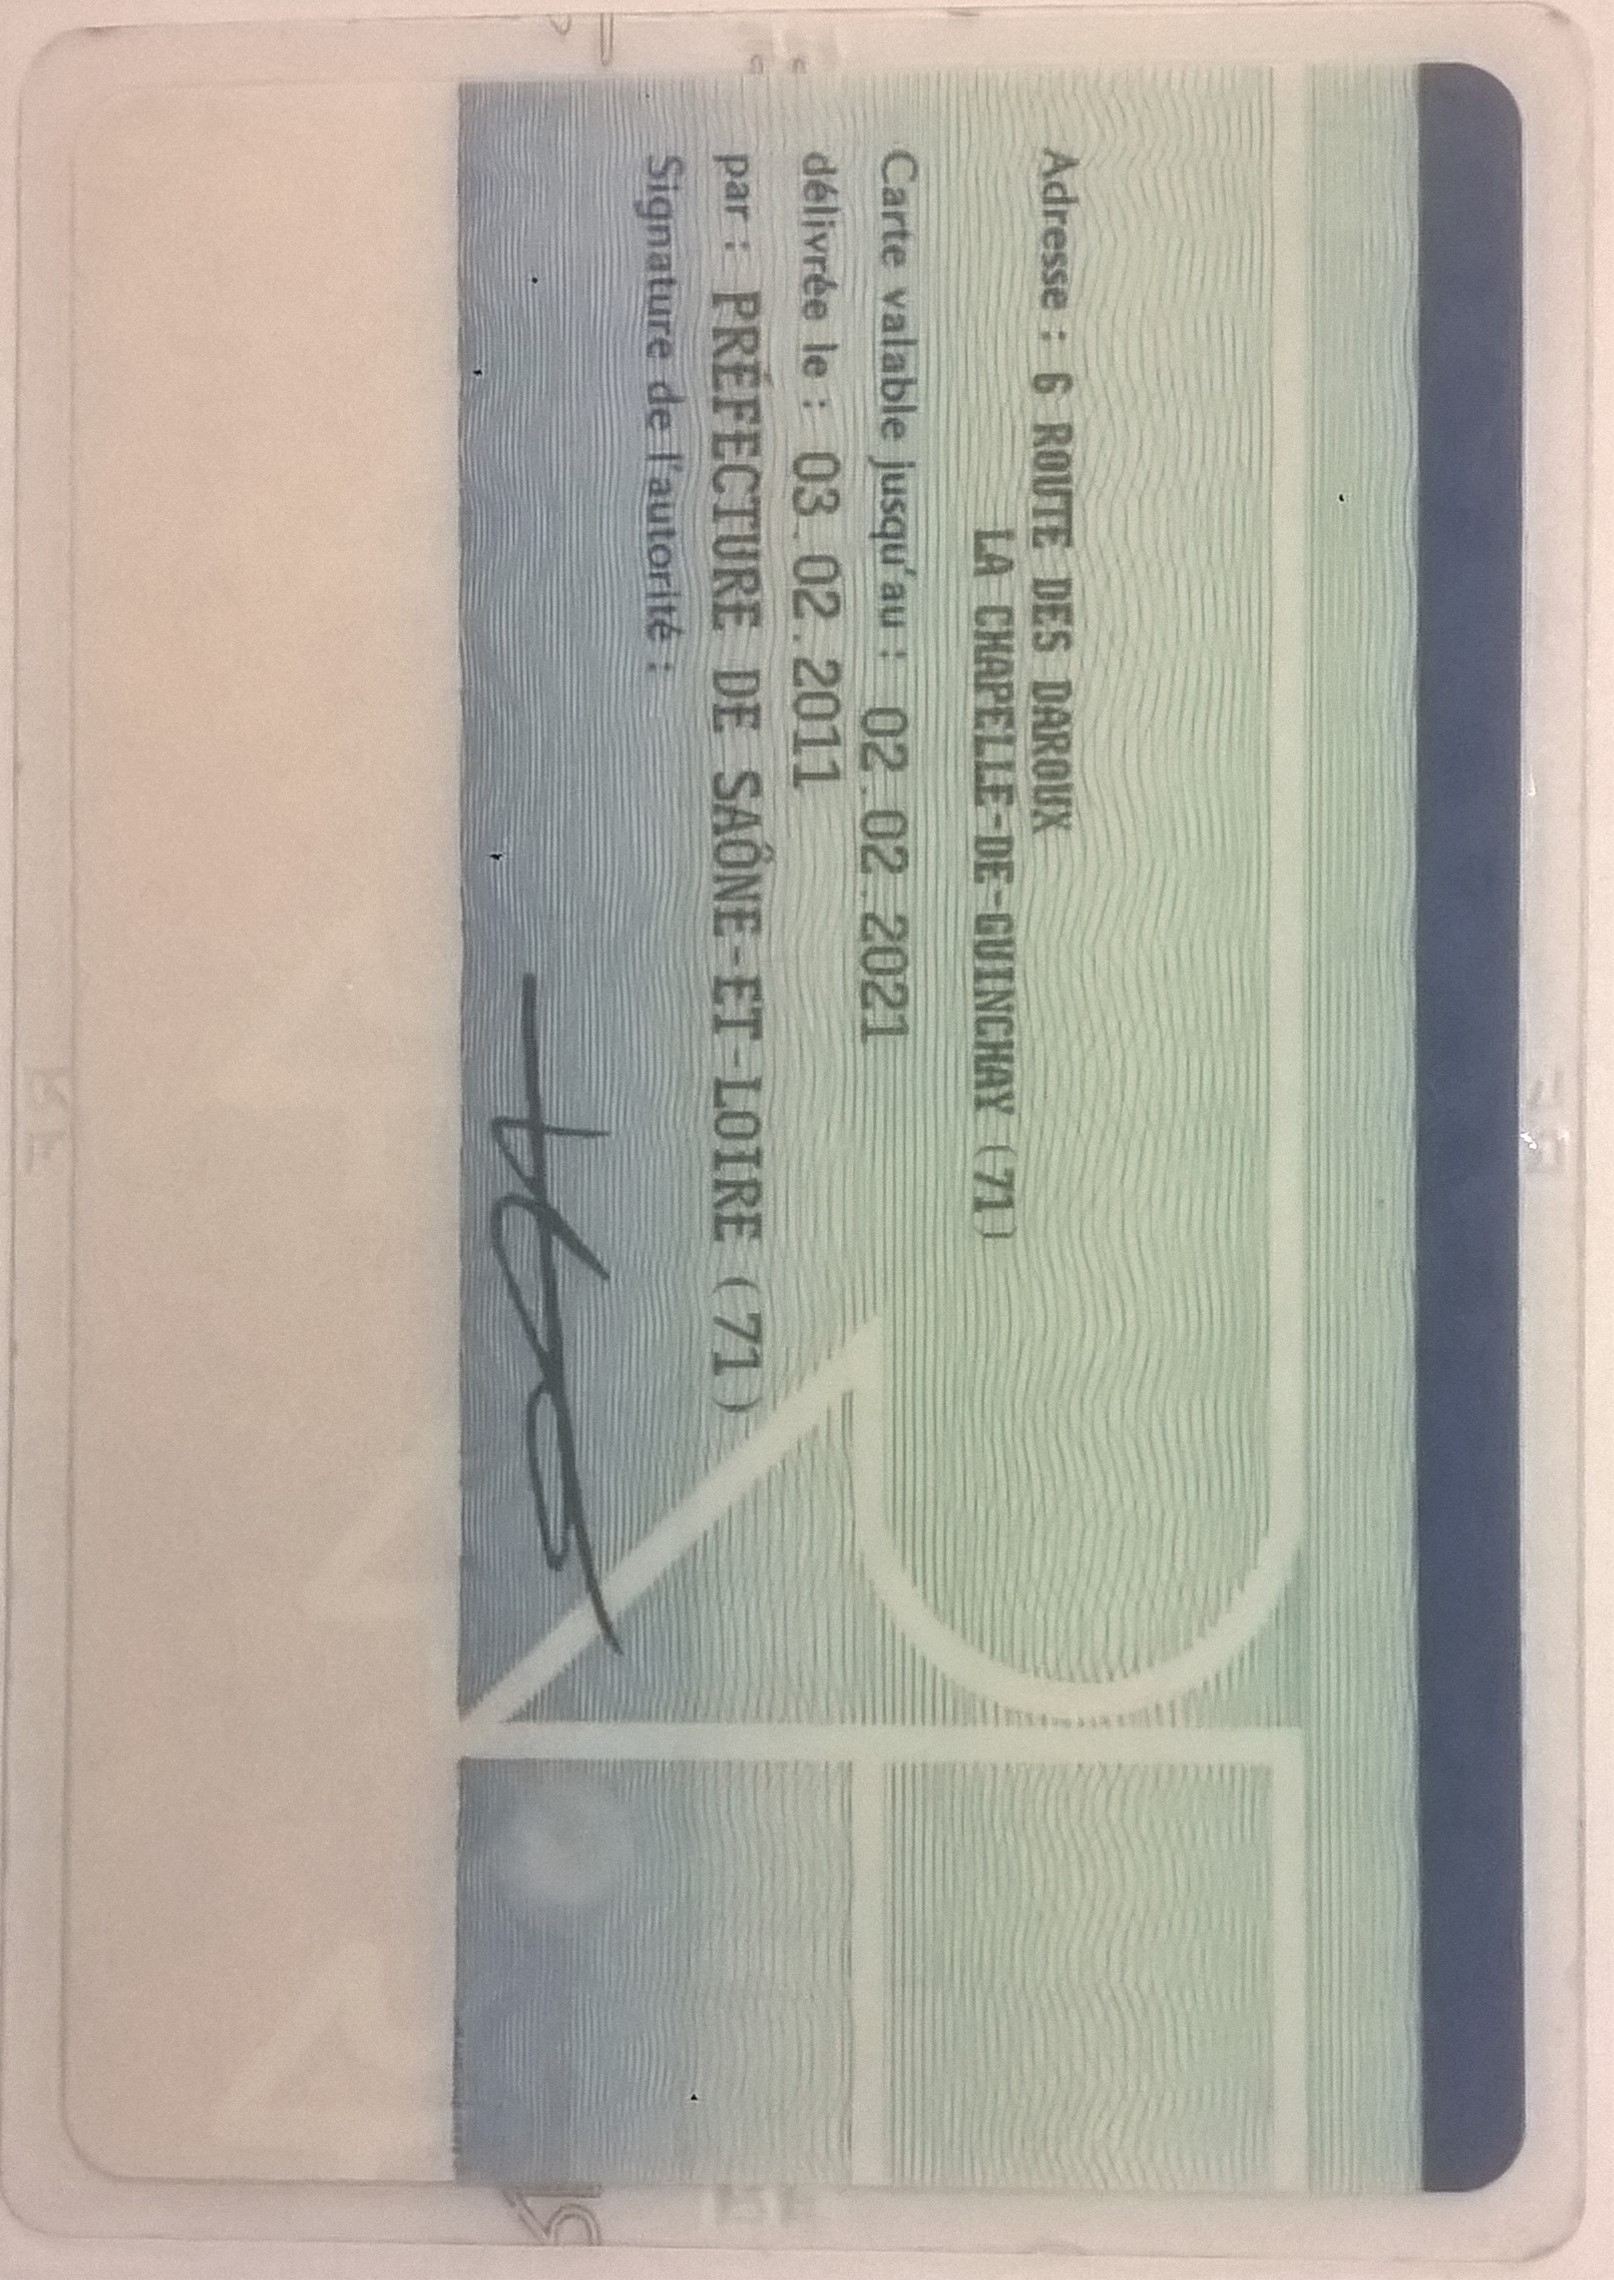 Adresse : 6 ROUTE DES DAROUX
LA CHAPELLE-DE-GUINCHAY (71)
Carte valable jusqu'au : 02.02.2021
délivrée le : 03.02.2011
par : PRÉFECTURE DE SAÔNE-ET-LOIRE (71)
Signature de l'autorité :
RF